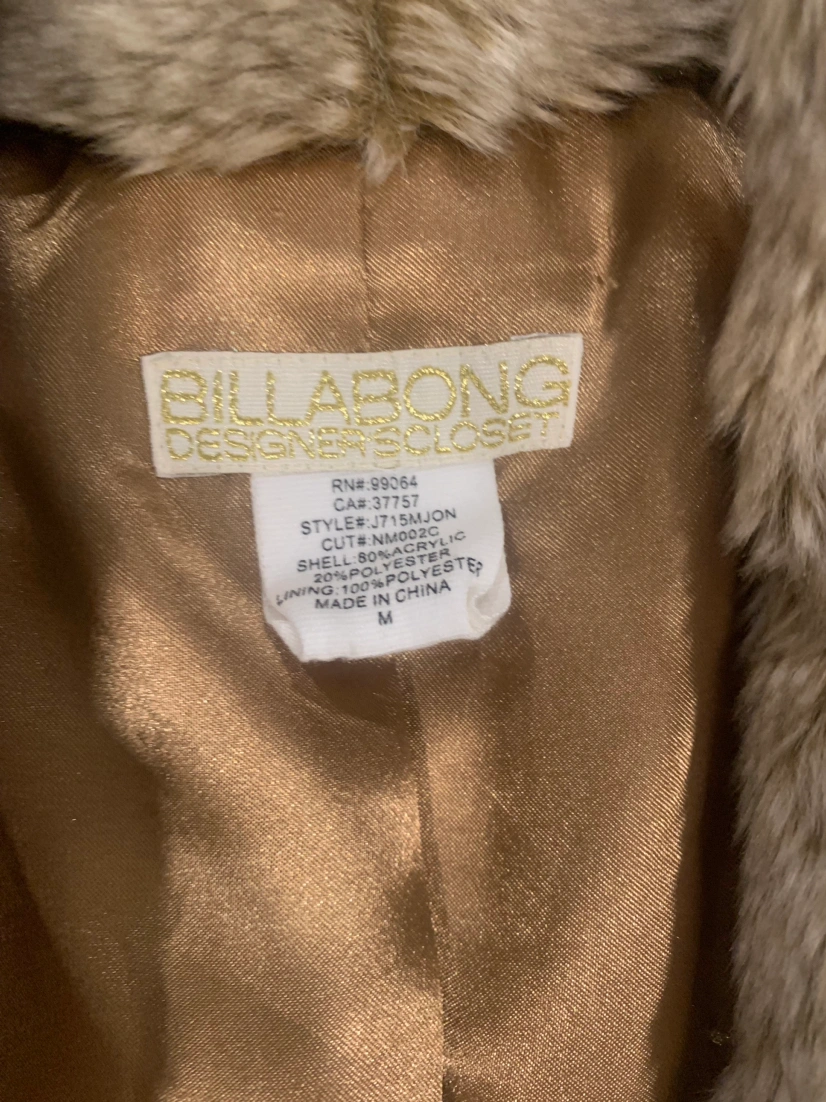 BILLABONG
DESIGNER'S CLOSET
RN#:99064
CA#:37757
STYLE#:J715MJON
CUT#:NM002C
SHELL:80%ACRYLIC
20%POLYESTER
LINING:100%POLYESTER
MADE IN CHINA
M